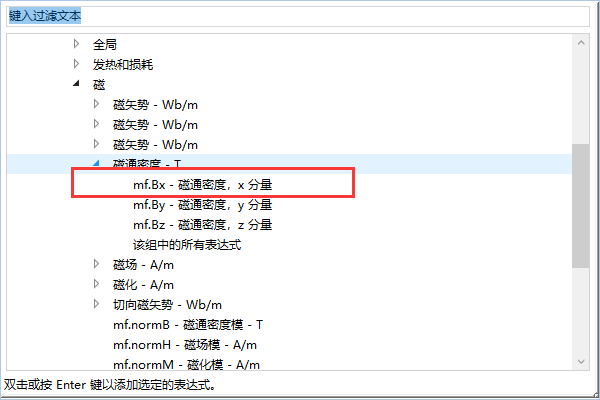 键入过滤文本
全局
发热和损耗
磁
磁矢势 - Wb/m
磁矢势 - Wb/m
磁矢势 - Wb/m
磁通密度 - T
mf.Bx - 磁通密度，x 分量
mf.By - 磁通密度，y 分量
mf.Bz - 磁通密度，z 分量
该组中的所有表达式
磁场 - A/m
磁化 - A/m
切向磁矢势 - Wb/m
mf.normB - 磁通密度模 - T
mf.normH - 磁场模 - A/m
mf.normM - 磁化模 - A/m
双击或按 Enter 键以添加选定的表达式。